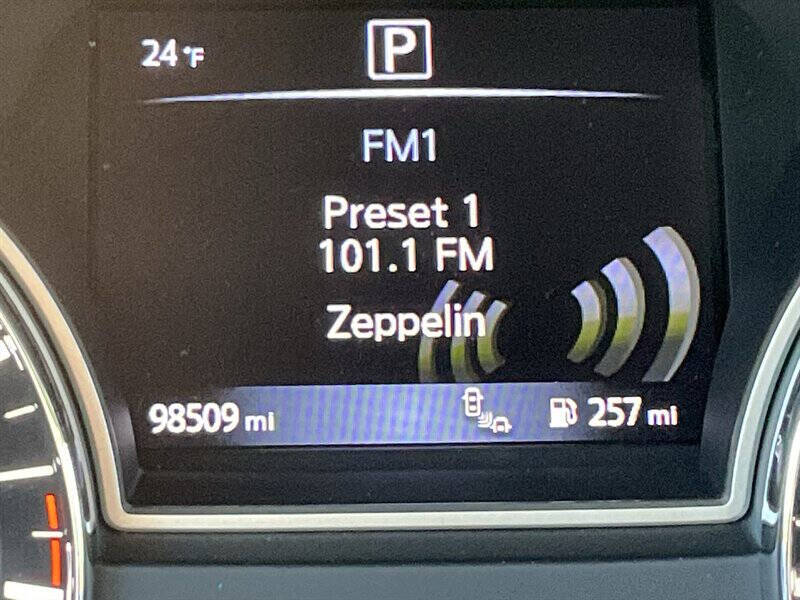 24 °F
P
FM1
Preset 1
101.1 FM
Zeppelin
98509 mi
257 mi